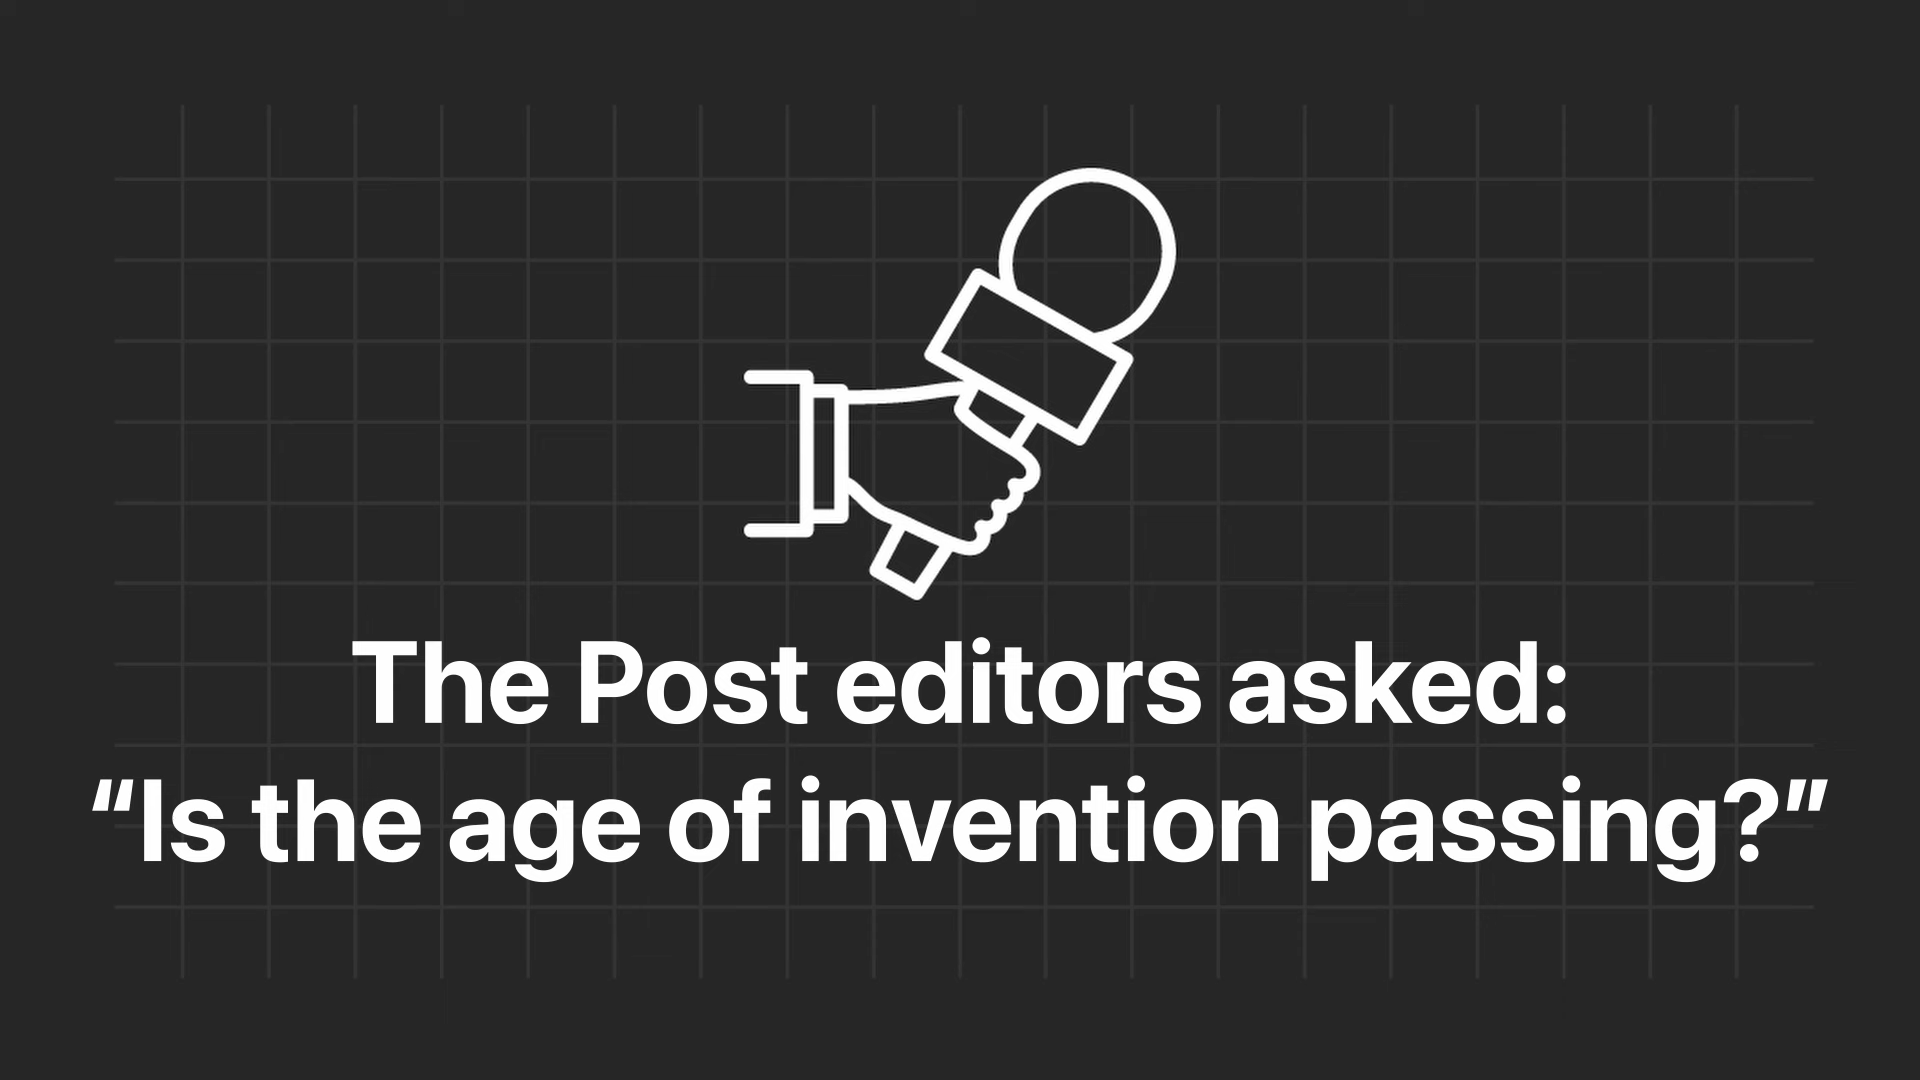 The Post editors asked:
“Is the age of invention passing?”